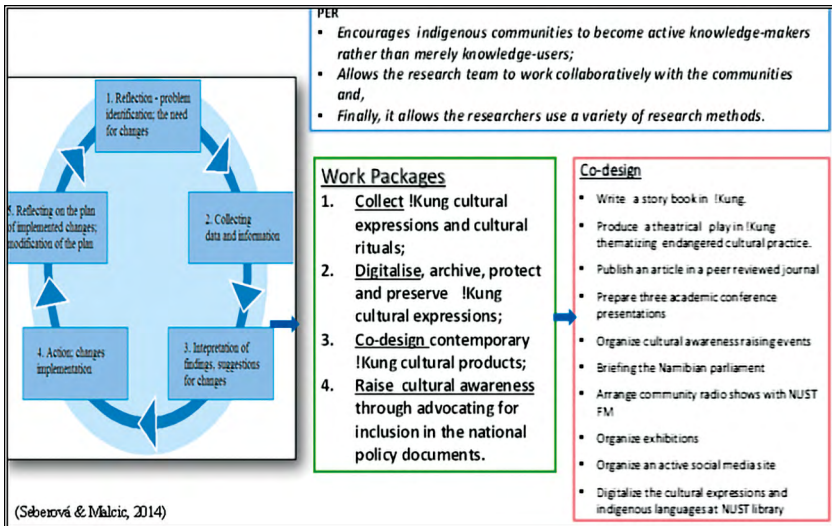 PER
▪ Encourages indigenous communities to become active knowledge-makers
rather than merely knowledge-users;
▪ Allows the research team to work collaboratively with the communities
and,
▪ Finally, it allows the researchers use a variety of research methods.
1. Reflection - problem
identification; the need
for changes
2. Collecting
data and information
3. Intepretation of
findings, suggestions
for changes
4. Action; changes
implementation
5. Reflecting on the plan
of implemented changes;
modification of the plan
(Seberová & Malcic, 2014)
Work Packages
1. Collect !Kung cultural
expressions and cultural
rituals;
2. Digitalise, archive, protect
and preserve !Kung
cultural expressions;
3. Co-design contemporary
!Kung cultural products;
4. Raise cultural awareness
through advocating for
inclusion in the national
policy documents.
Co-design
▪ Write a story book in !Kung.
▪ Produce a theatrical play in !Kung
thematizing endangered cultural practice.
▪ Publish an article in a peer reviewed journal
▪ Prepare three academic conference
presentations
▪ Organize cultural awareness raising events
▪ Briefing the Namibian parliament
▪ Arrange community radio shows with NUST
FM
▪ Organize exhibitions
▪ Organize an active social media site
▪ Digitalize the cultural expressions and
indigenous languages at NUST library